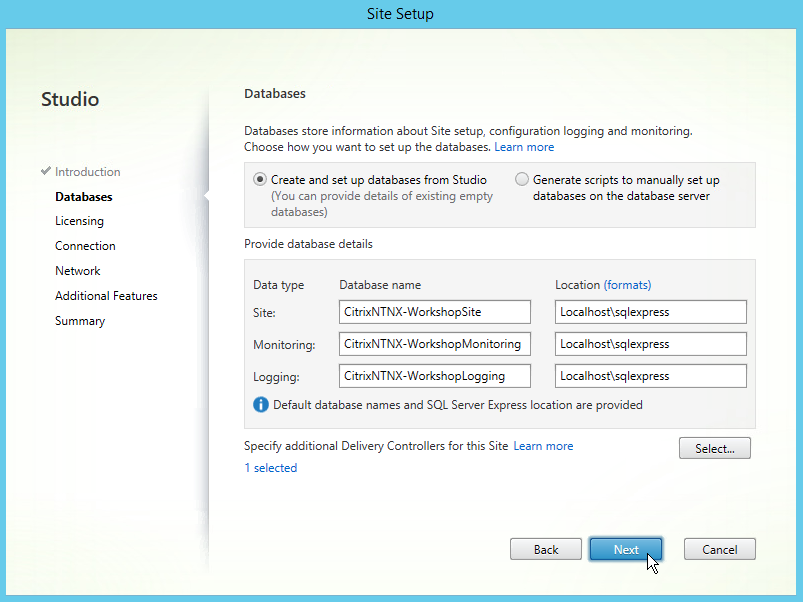 Site Setup
Studio
Introduction
Databases
Licensing
Connection
Network
Additional Features
Summary
Databases
Databases store information about Site setup, configuration logging and monitoring.
Choose how you want to set up the databases. Learn more
Create and set up databases from Studio
(You can provide details of existing empty
databases)
Generate scripts to manually set up
databases on the database server
Provide database details
Data type Database name Location (formats)
Site: CitrixNTNX-WorkshopSite Localhost\sqlexpress
Monitoring: CitrixNTNX-WorkshopMonitoring Localhost\sqlexpress
Logging: CitrixNTNX-WorkshopLogging Localhost\sqlexpress
Default database names and SQL Server Express location are provided
Specify additional Delivery Controllers for this Site Learn more Select...
1 selected
Back Next Cancel